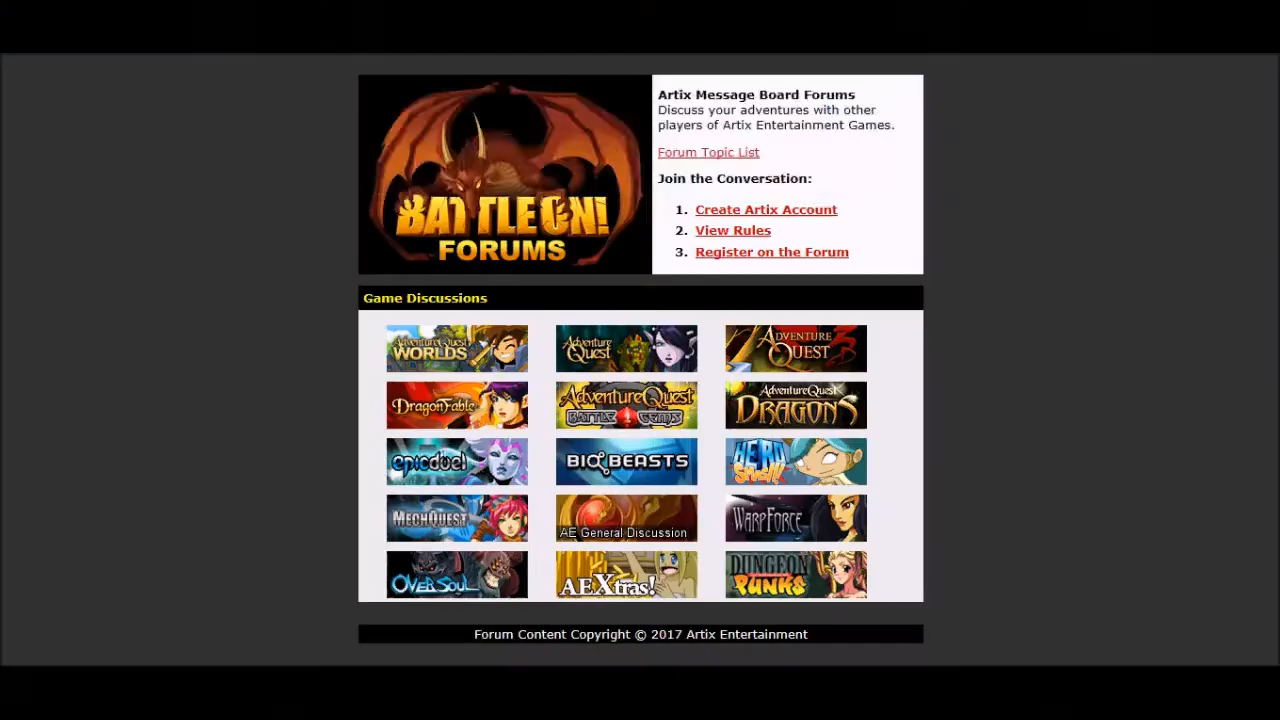 BATTLEON!
FORUMS
Artix Message Board Forums
Discuss your adventures with other
players of Artix Entertainment Games.
Forum Topic List
Join the Conversation:
1. Create Artix Account
2. View Rules
3. Register on the Forum
Game Discussions
AdventureQuest
WORLDS
Adventure
Quest
ADVENTURE
QUEST 3
DragonFable
AdventureQuest
BATTLE GEMS
AdventureQuest
DRAGONS
epicduel
BIOBEASTS
HERO
SMASH!
MECHQUEST
AE General Discussion
WARPFORCE
OVERSOUL
AEXtras!
DUNGEON
PUNKS
Forum Content Copyright © 2017 Artix Entertainment